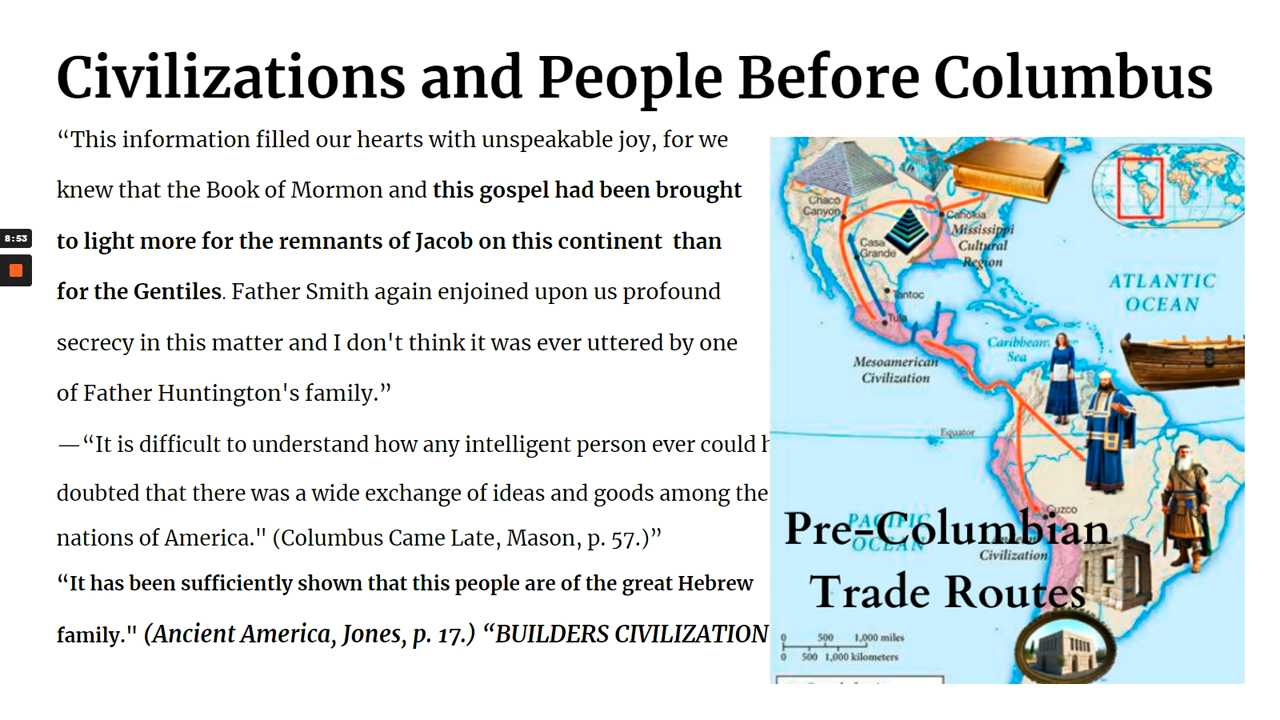 Civilizations and People Before Columbus
“This information filled our hearts with unspeakable joy, for we
knew that the Book of Mormon and this gospel had been brought
to light more for the remnants of Jacob on this continent than
for the Gentiles. Father Smith again enjoined upon us profound
secrecy in this matter and I don't think it was ever uttered by one
of Father Huntington's family.”
—“It is difficult to understand how any intelligent person ever could
doubted that there was a wide exchange of ideas and goods among the
nations of America." (Columbus Came Late, Mason, p. 57.)”
“It has been sufficiently shown that this people are of the great Hebrew
family." (Ancient America, Jones, p. 17.) “BUILDERS CIVILIZATION
8:53
Chaco
Canyon
Cahokia
Mississippi
Cultural
Region
Casa
Grande
Tantoc
Tula
ATLANTIC
OCEAN
Caribbean
Sea
Mesoamerican
Civilization
Equator
Cuzco
PACIFIC
OCEAN
Civilization
Pre-Columbian
Trade Routes
0 500 1,000 miles
0 500 1,000 kilometers